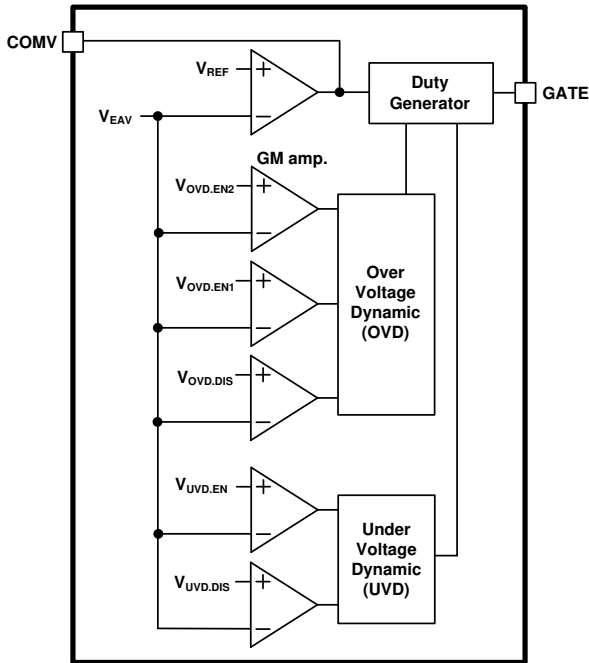 COMV
V_REF
+
Duty
Generator
GATE
V_EAV
−
GM amp.
V_OVD.EN2
+
−
Over
Voltage
Dynamic
(OVD)
V_OVD.EN1
+
−
V_OVD.DIS
+
−
V_UVD.EN
+
−
Under
Voltage
Dynamic
(UVD)
V_UVD.DIS
+
−